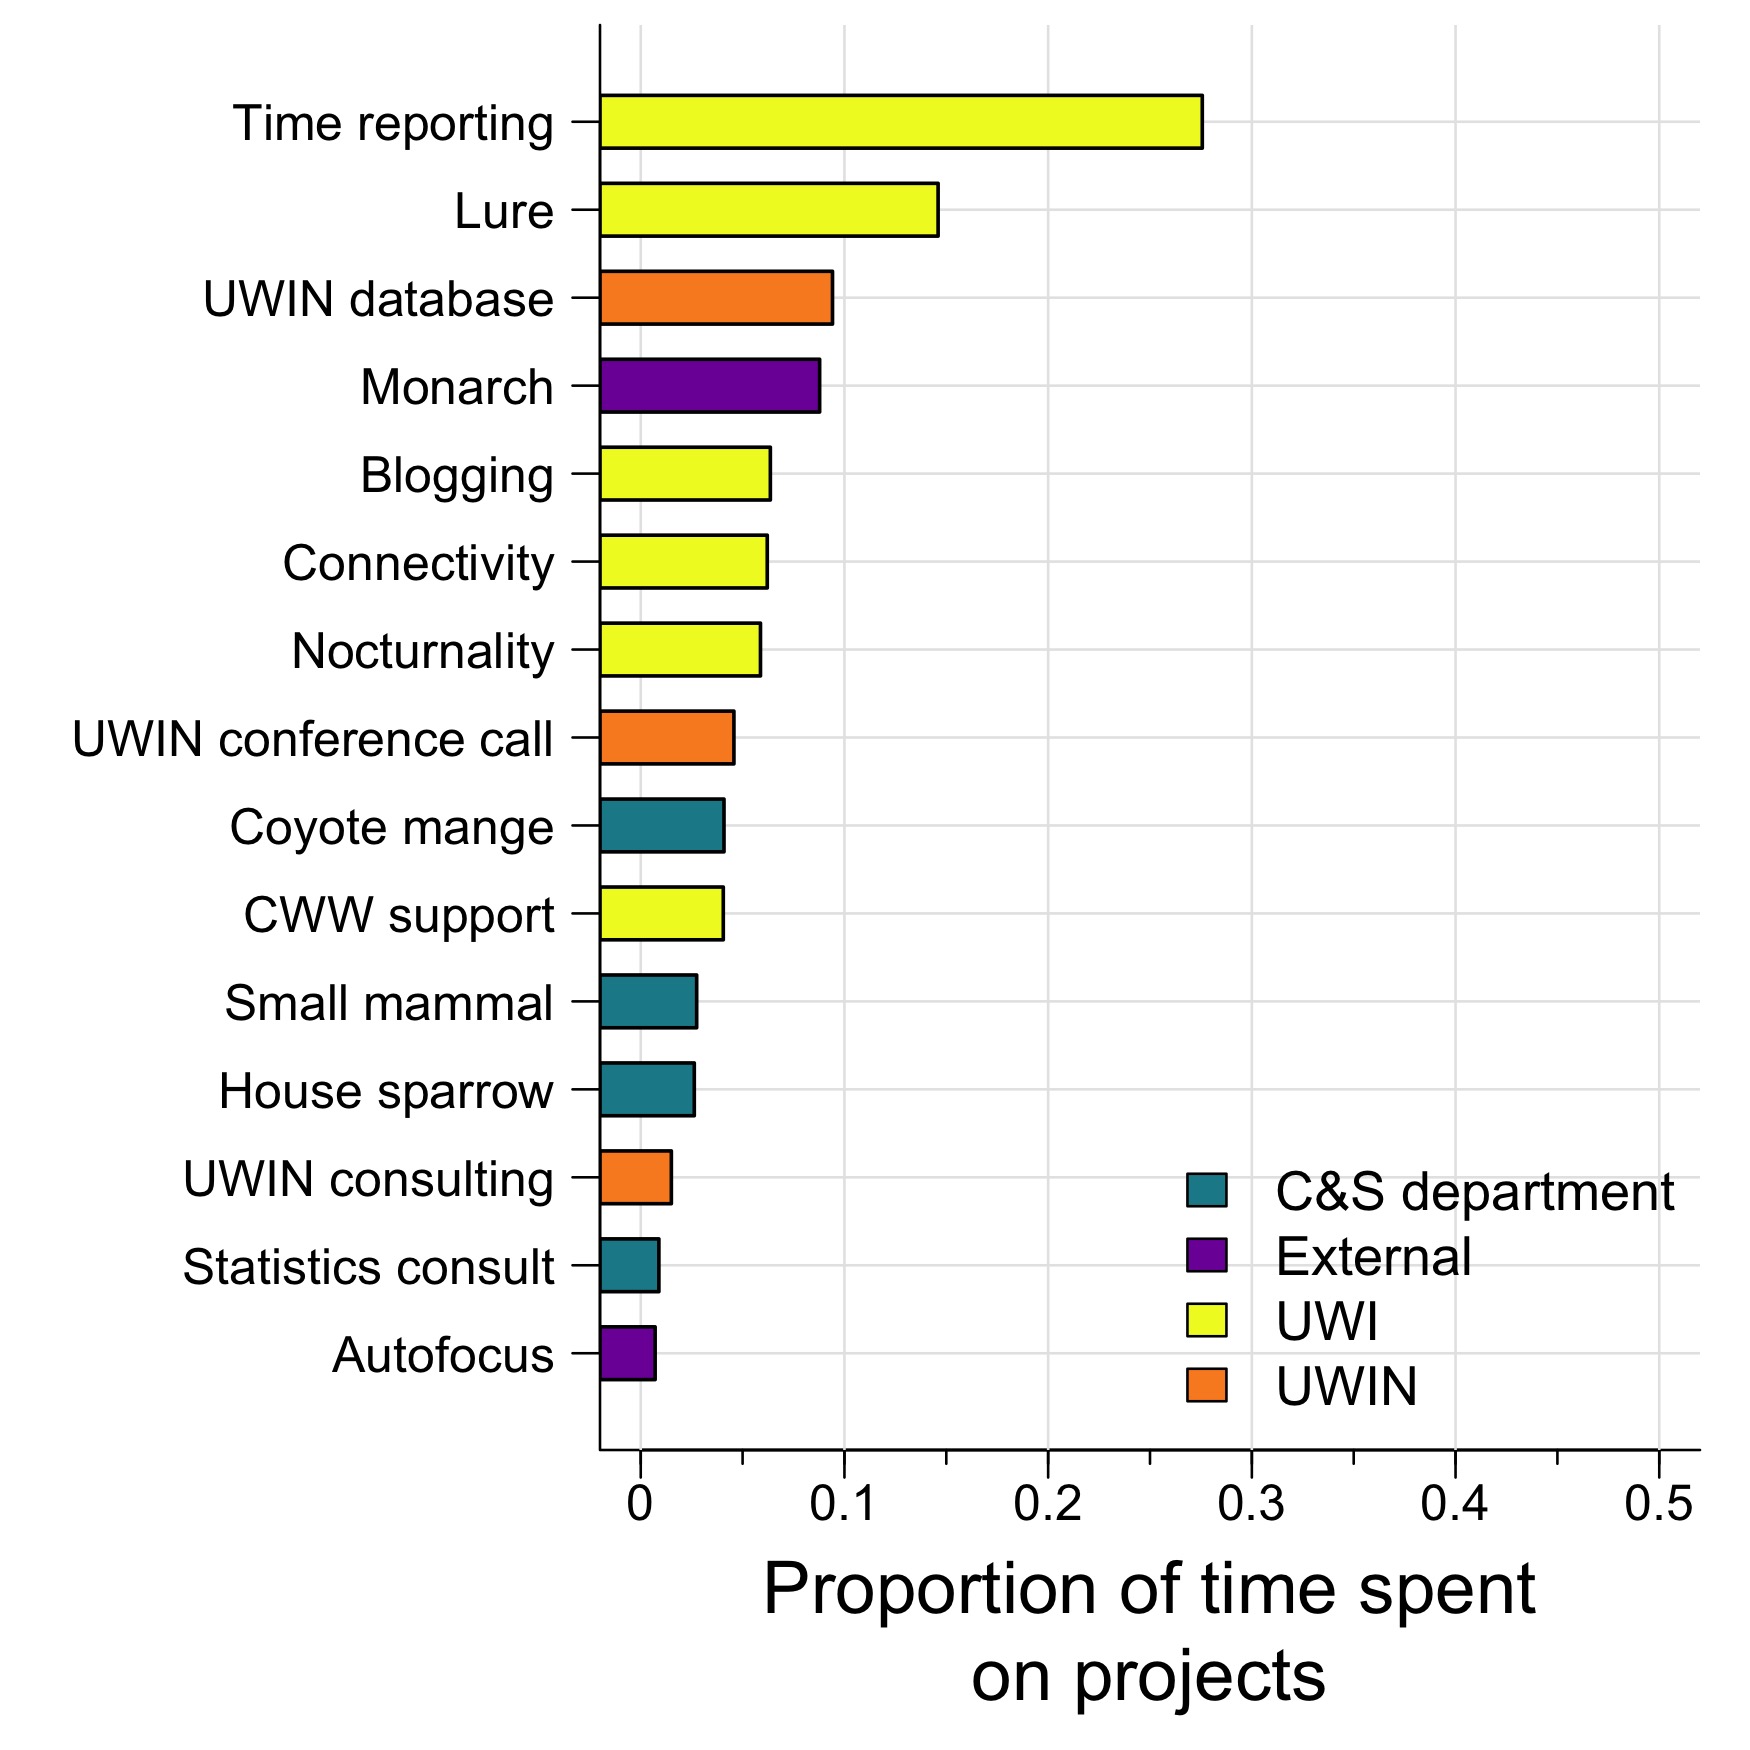 Time reporting
Lure
UWIN database
Monarch
Blogging
Connectivity
Nocturnality
UWIN conference call
Coyote mange
CWW support
Small mammal
House sparrow
UWIN consulting
Statistics consult
Autofocus
C&S department
External
UWI
UWIN
0 0.1 0.2 0.3 0.4 0.5
Proportion of time spent
on projects